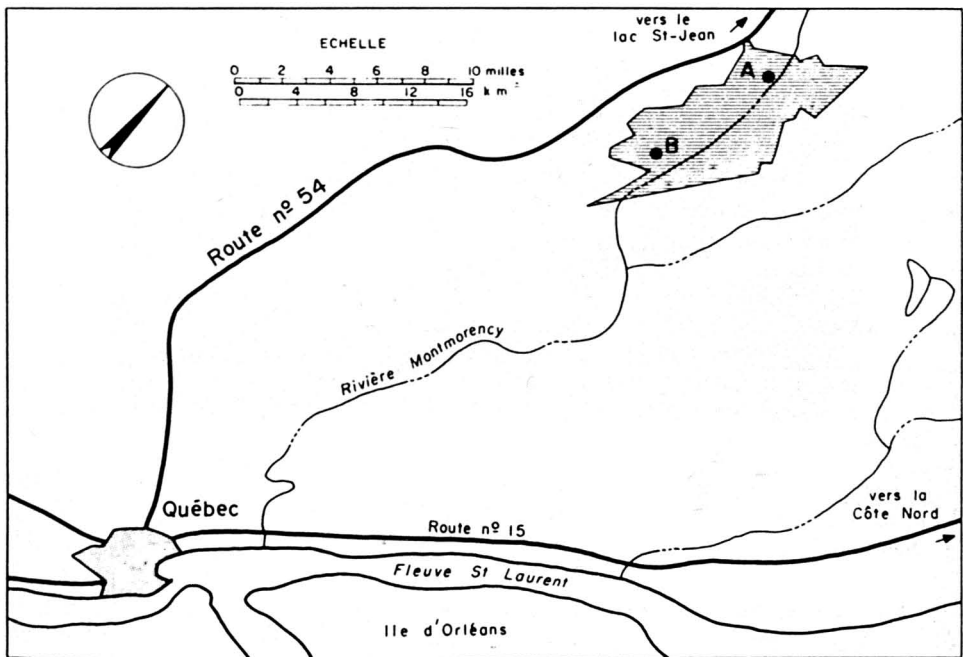 vers le
lac St-Jean
ECHELLE
0 2 4 6 8 10 milles
0 4 8 12 16 km
A
B
Route nº 54
Rivière Montmorency
Québec
Route nº 15
vers la
Côte Nord
Fleuve St Laurent
Ile d'Orléans